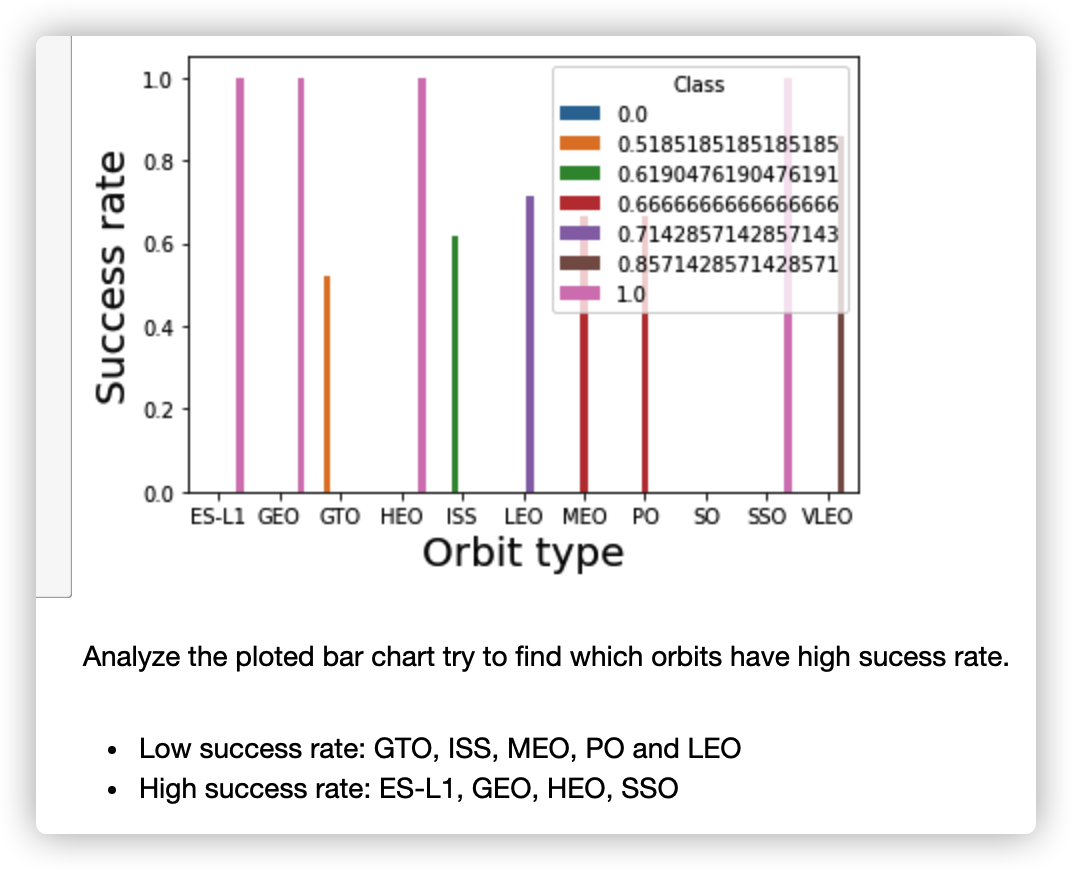 1.0
0.8
0.6
0.4
0.2
0.0
Success rate
Class
0.0
0.5185185185185185
0.6190476190476191
0.6666666666666666
0.7142857142857143
0.8571428571428571
1.0
ES-L1 GEO GTO HEO ISS LEO MEO PO SO SSO VLEO
Orbit type
Analyze the ploted bar chart try to find which orbits have high sucess rate.
• Low success rate: GTO, ISS, MEO, PO and LEO
• High success rate: ES-L1, GEO, HEO, SSO